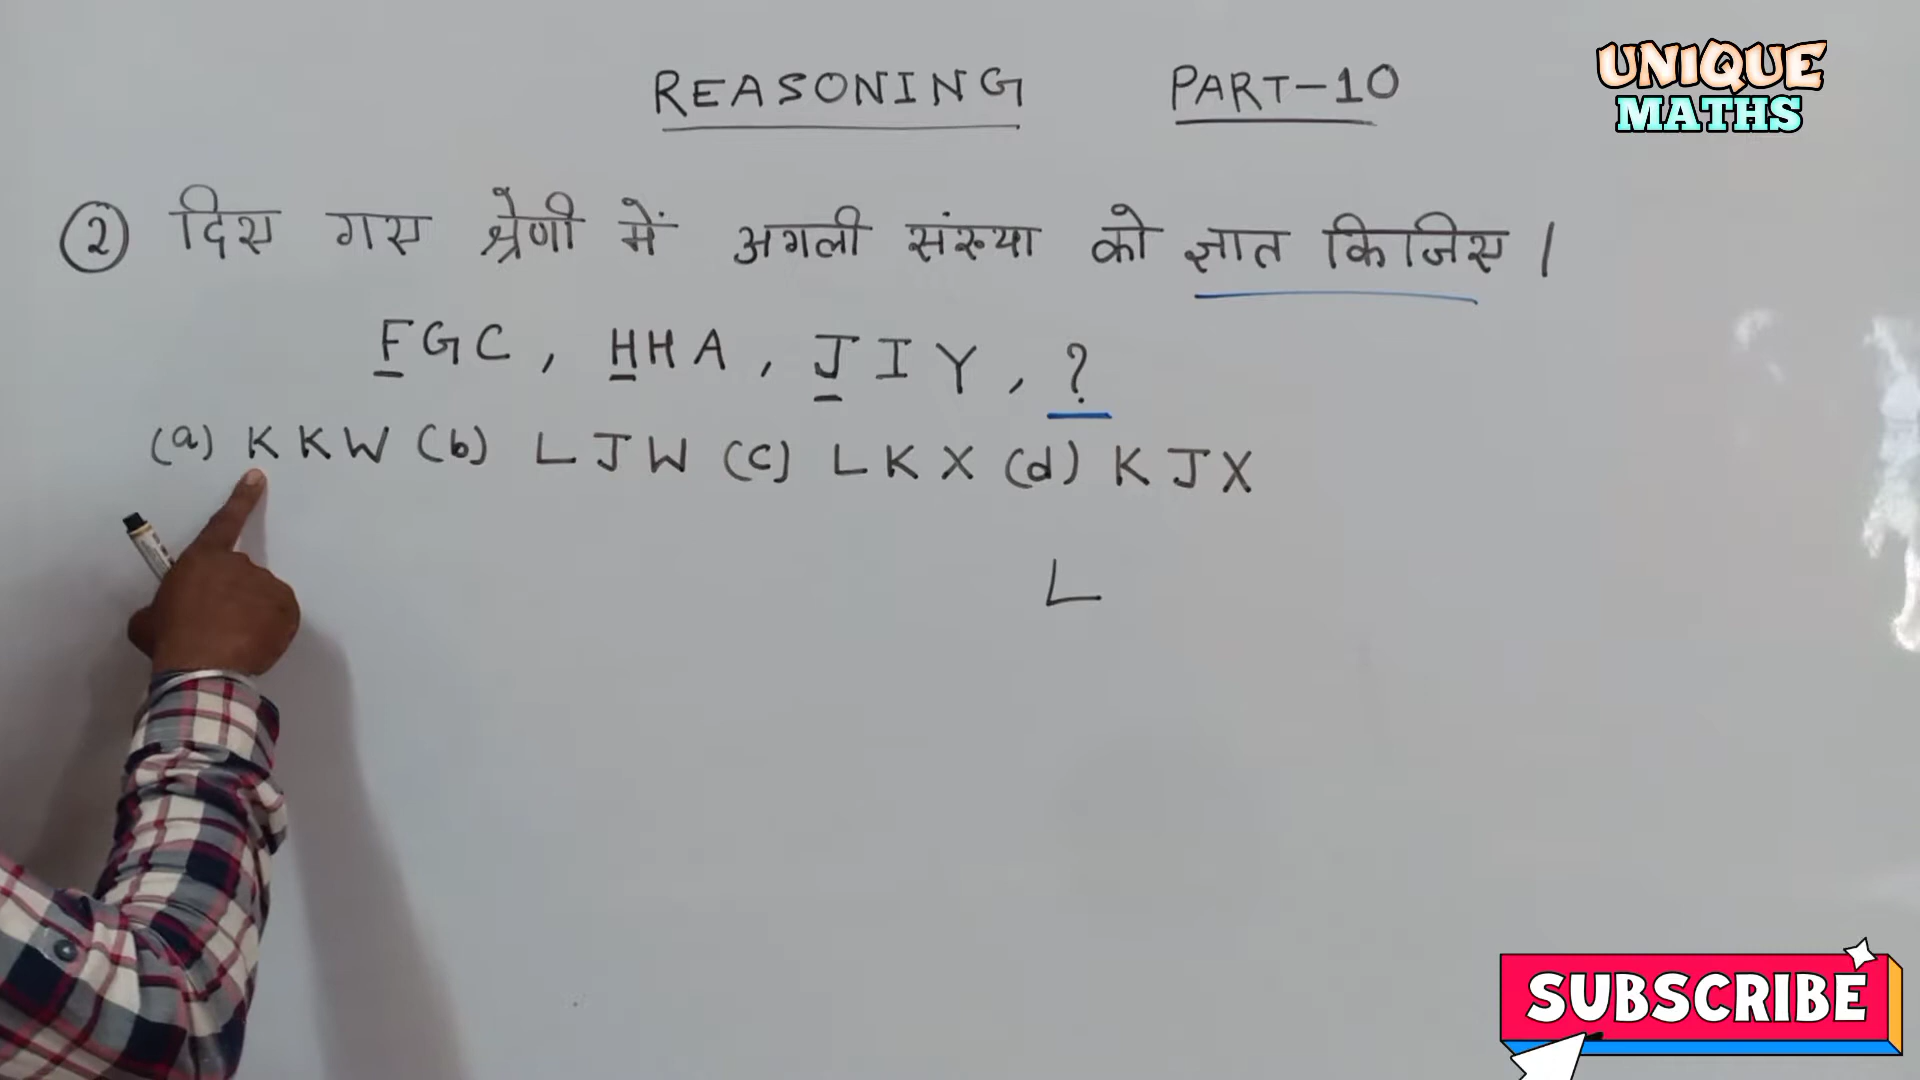 REASONING PART-10
UNIQUE
MATHS
(2) दिए गए श्रेणी में अगली संख्या को ज्ञात किजिए।
FGC, HHA, JIY, ?
(a) KKW (b) LJW (c) LKX (d) KJX
L
SUBSCRIBE